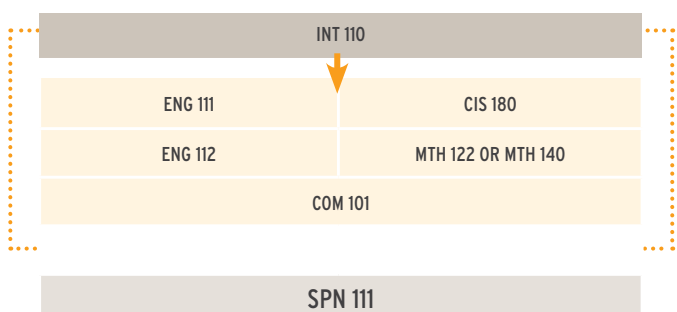 INT 110
ENG 111 CIS 180
ENG 112 MTH 122 OR MTH 140
COM 101
SPN 111